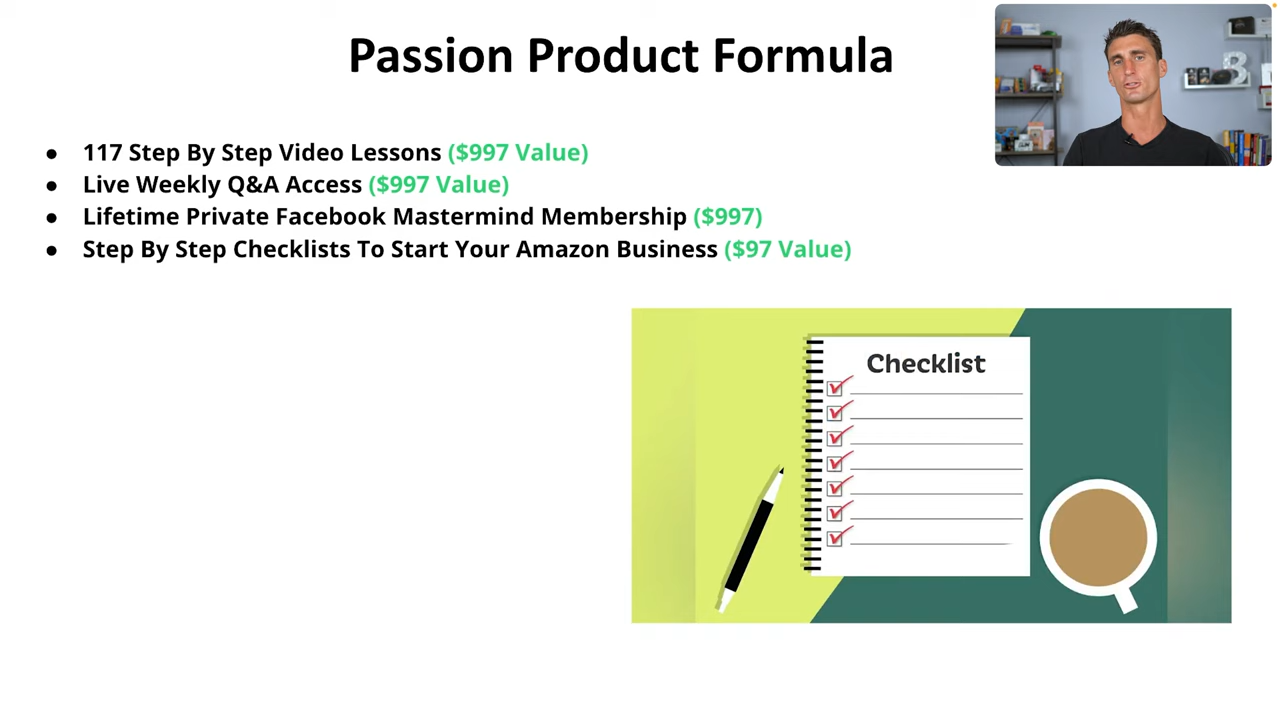 Passion Product Formula
● 117 Step By Step Video Lessons ($997 Value)
● Live Weekly Q&A Access ($997 Value)
● Lifetime Private Facebook Mastermind Membership ($997)
● Step By Step Checklists To Start Your Amazon Business ($97 Value)
Checklist